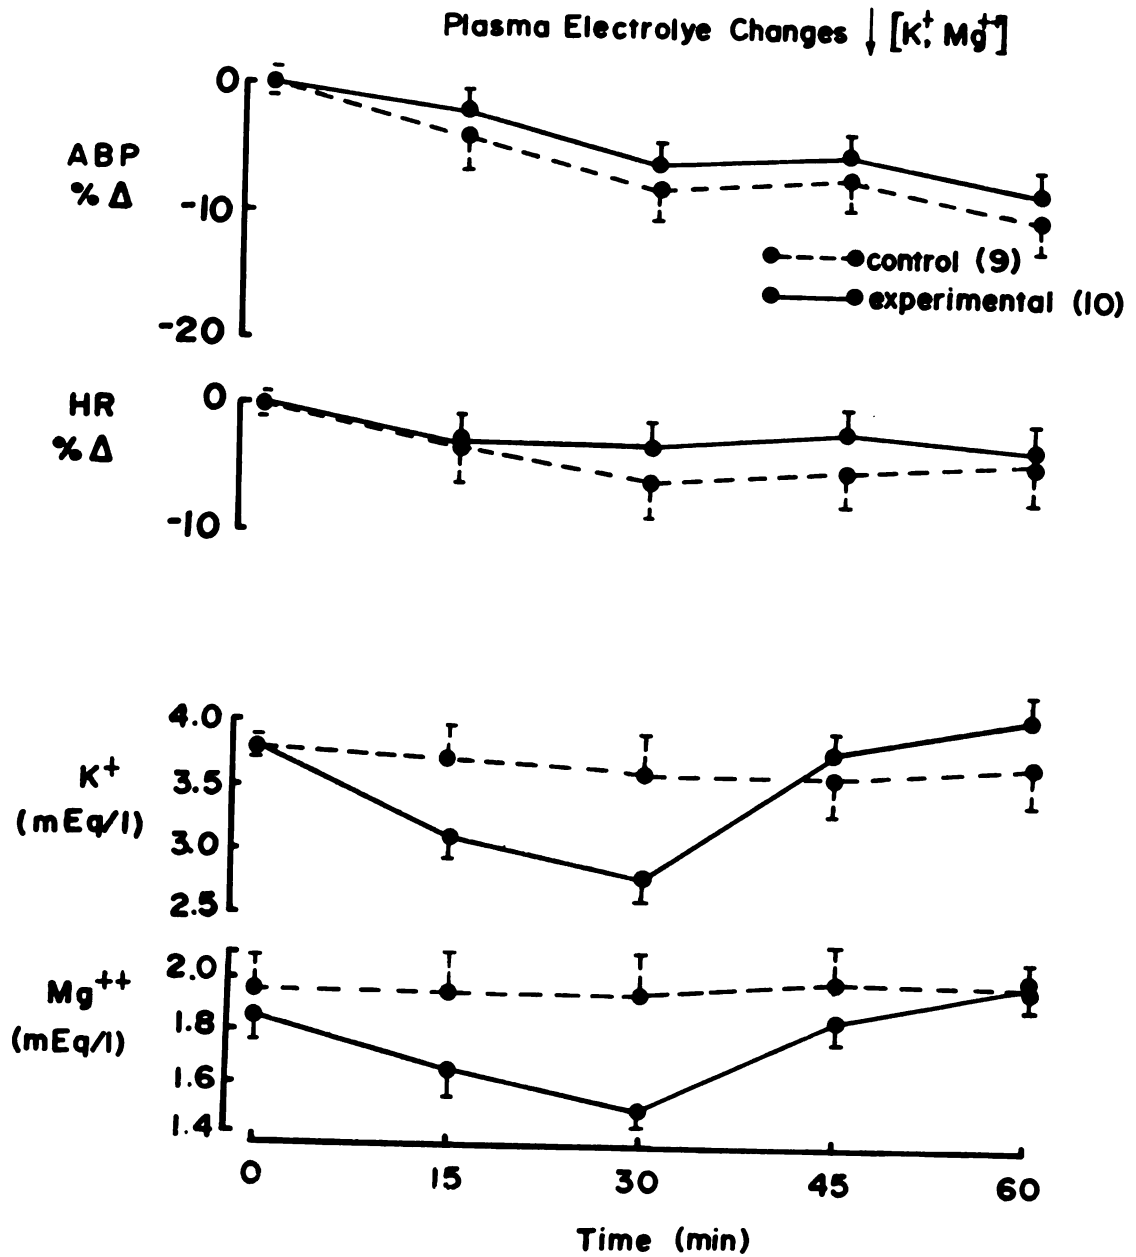 Plasma Electrolye Changes ↓ [K⁺, Mg⁺⁺]
0
ABP
% Δ
-10
-20
control (9)
experimental (10)
HR
% Δ
0
-10
K⁺
(mEq/l)
4.0
3.5
3.0
2.5
Mg⁺⁺
(mEq/l)
2.0
1.8
1.6
1.4
0 15 30 45 60
Time (min)